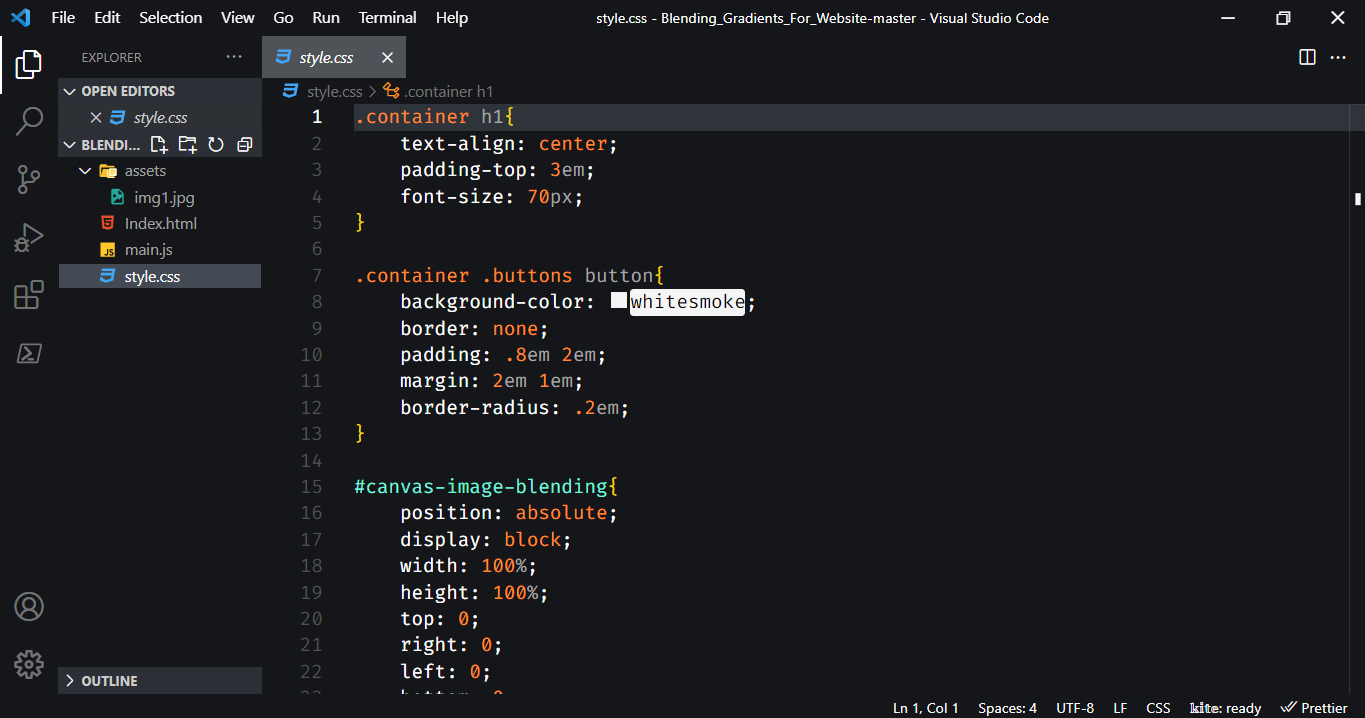 File Edit Selection View Go Run Terminal Help
style.css - Blending_Gradients_For_Website-master - Visual Studio Code
EXPLORER
OPEN EDITORS
style.css
BLENDI...
assets
img1.jpg
Index.html
main.js
style.css
OUTLINE
style.css
style.css > .container h1
1 .container h1{
2 text-align: center;
3 padding-top: 3em;
4 font-size: 70px;
5 }
6
7 .container .buttons button{
8 background-color: whitesmoke;
9 border: none;
10 padding: .8em 2em;
11 margin: 2em 1em;
12 border-radius: .2em;
13 }
14
15 #canvas-image-blending{
16 position: absolute;
17 display: block;
18 width: 100%;
19 height: 100%;
20 top: 0;
21 right: 0;
22 left: 0;
Ln 1, Col 1 Spaces: 4 UTF-8 LF CSS kite: ready Prettier